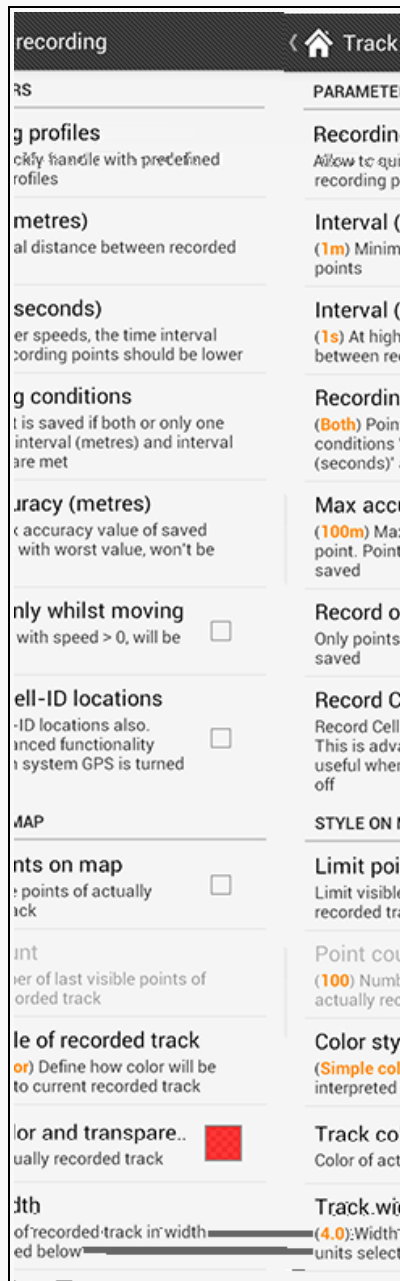 recording
RS
g profiles
ckly handle with predefined
rofiles
metres)
al distance between recorded
seconds)
er speeds, the time interval
cording points should be lower
g conditions
t is saved if both or only one
interval (metres) and interval
are met
uracy (metres)
x accuracy value of saved
with worst value, won't be
nly whilst moving
with speed > 0, will be
ell-ID locations
-ID locations also.
anced functionality
n system GPS is turned
MAP
nts on map
e points of actually
ack
unt
er of last visible points of
orded track
le of recorded track
or) Define how color will be
to current recorded track
lor and transpare..
ually recorded track
dth
of recorded track in width
ed below
Track
PARAMETE
Recordin
Allow to qui
recording p
Interval (
(1m) Minim
points
Interval (
(1s) At high
between re
Recordin
(Both) Poin
conditions '
(seconds)' a
Max accu
(100m) Max
point. Point
saved
Record o
Only points
saved
Record C
Record Cell
This is adva
useful when
off
STYLE ON M
Limit poi
Limit visible
recorded tra
Point cou
(100) Numb
actually rec
Color sty
(Simple col
interpreted
Track co
Color of act
Track wi
(4.0) Width
units select